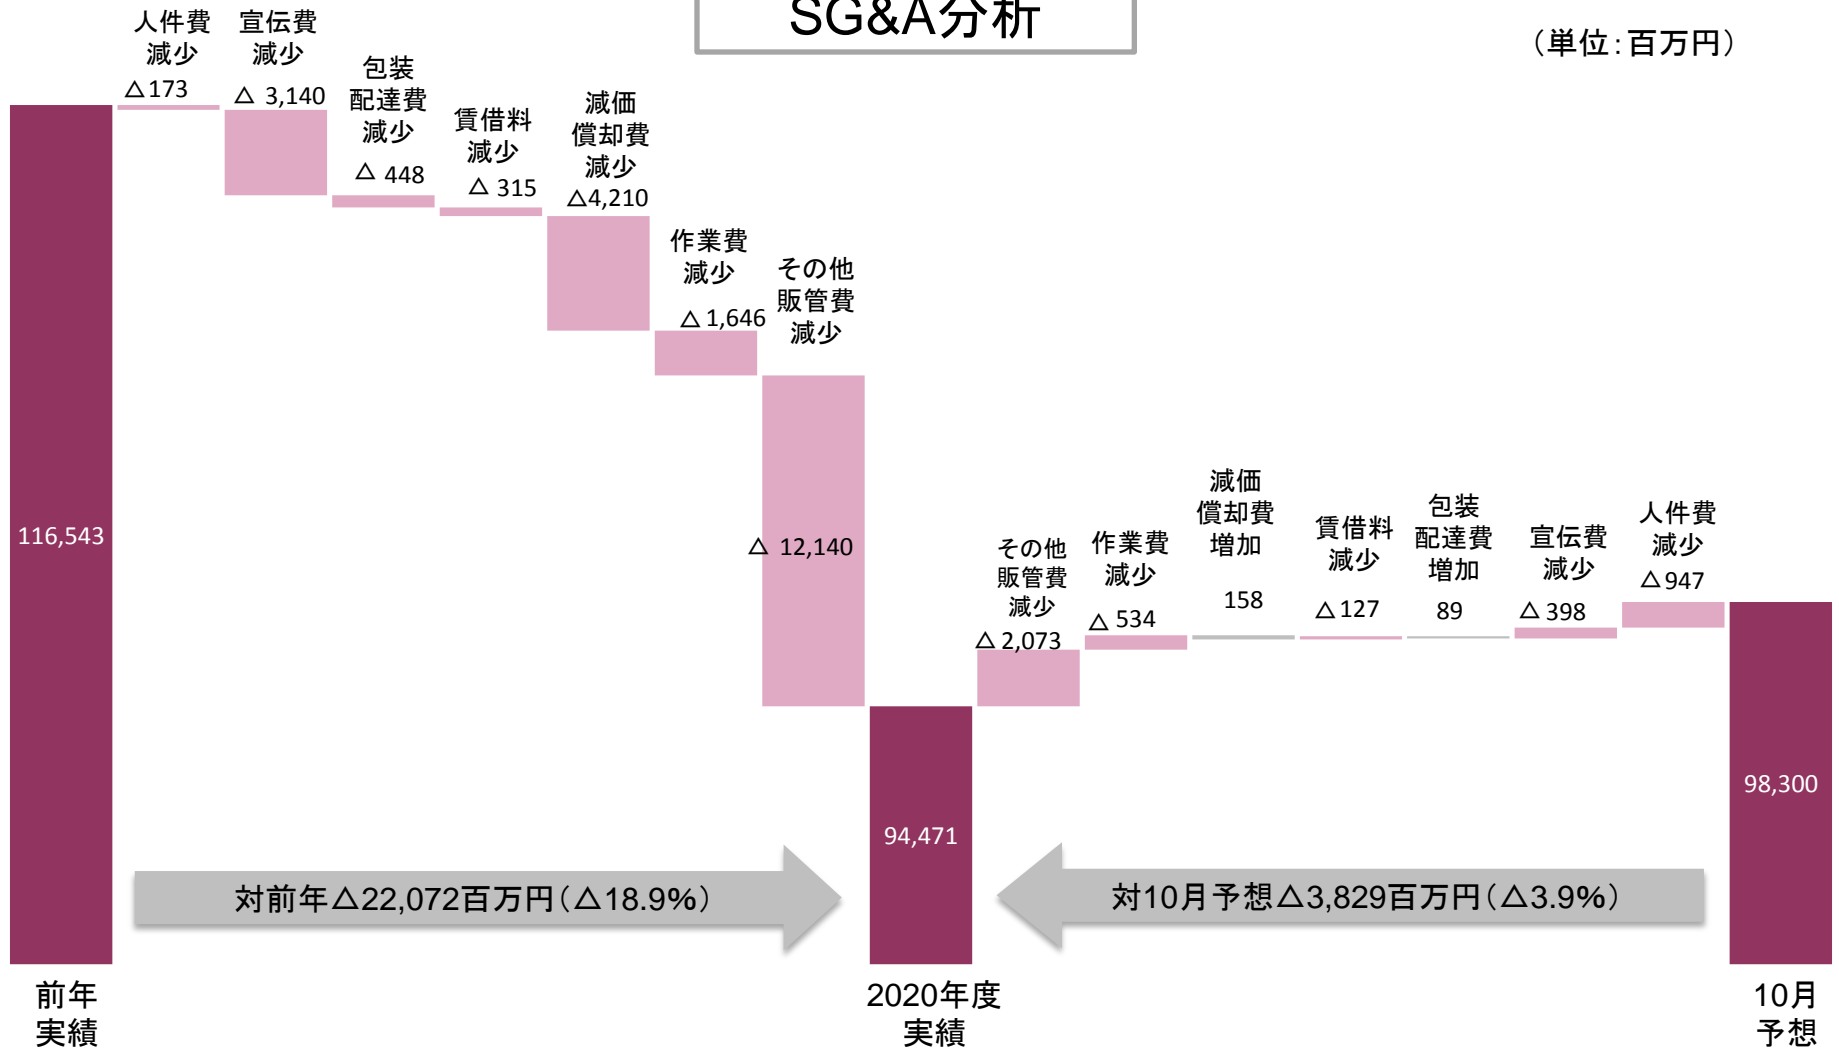 SG&A分析
（単位：百万円）
人件費
減少
△173
宣伝費
減少
△ 3,140
包装
配達費
減少
△ 448
賃借料
減少
△ 315
減価
償却費
減少
△4,210
作業費
減少
△ 1,646
その他
販管費
減少
△ 12,140
116,543
94,471
その他
販管費
減少
△ 2,073
作業費
減少
△ 534
減価
償却費
増加
158
賃借料
減少
△127
包装
配達費
増加
89
宣伝費
減少
△ 398
人件費
減少
△947
98,300
対前年△22,072百万円（△18.9%）
対10月予想△3,829百万円（△3.9%）
前年
実績
2020年度
実績
10月
予想